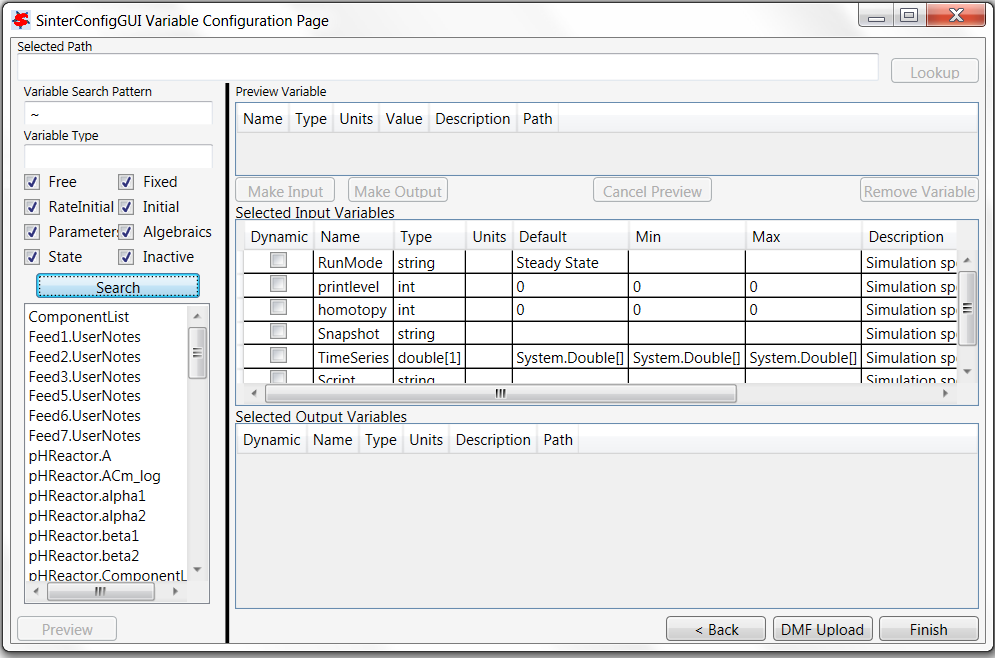 SinterConfigGUI Variable Configuration Page
Selected Path
Lookup
Variable Search Pattern
~
Variable Type
Free Fixed
RateInitial Initial
Parameters Algebraics
State Inactive
Search
ComponentList
Feed1.UserNotes
Feed2.UserNotes
Feed3.UserNotes
Feed5.UserNotes
Feed6.UserNotes
Feed7.UserNotes
pHReactor.A
pHReactor.ACm_log
pHReactor.alpha1
pHReactor.alpha2
pHReactor.beta1
pHReactor.beta2
pHReactor.ComponentL
Preview
Preview Variable
Name Type Units Value Description Path
Make Input Make Output Cancel Preview Remove Variable
Selected Input Variables
Dynamic Name Type Units Default Min Max Description
RunMode string Steady State Simulation sp
printlevel int 0 0 0 Simulation sp
homotopy int 0 0 0 Simulation sp
Snapshot string Simulation sp
TimeSeries double[1] System.Double[] System.Double[] System.Double[] Simulation sp
Script string Simulation sp
Selected Output Variables
Dynamic Name Type Units Description Path
< Back DMF Upload Finish